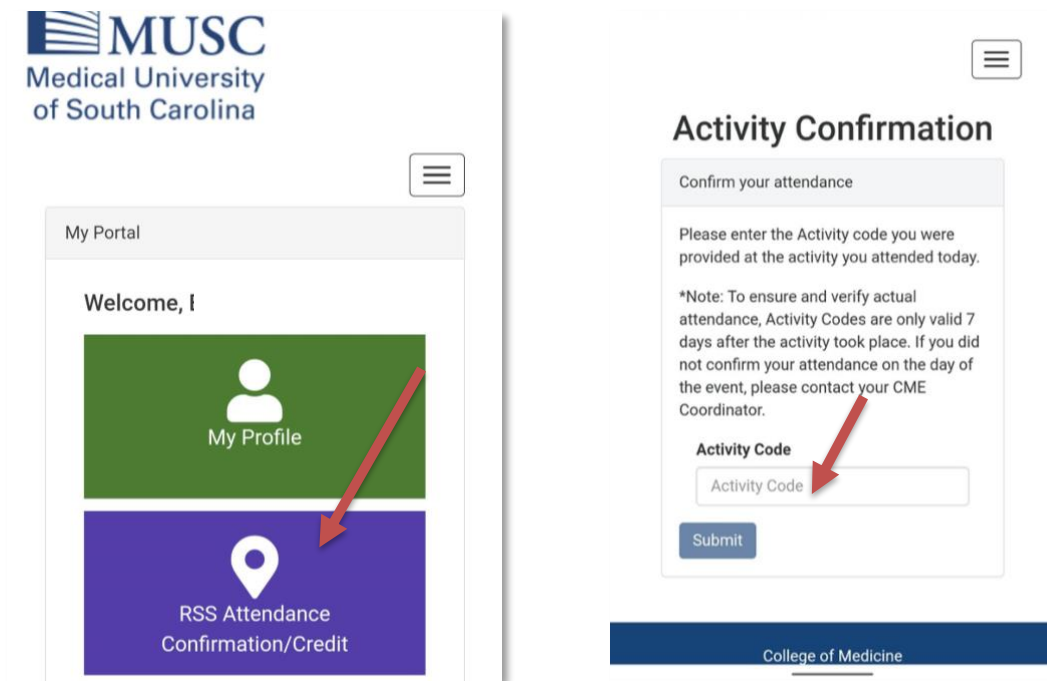 MUSC
Medical University
of South Carolina
My Portal
Welcome,
My Profile
RSS Attendance
Confirmation/Credit
Activity Confirmation
Confirm your attendance
Please enter the Activity code you were
provided at the activity you attended today.
*Note: To ensure and verify actual
attendance, Activity Codes are only valid 7
days after the activity took place. If you did
not confirm your attendance on the day of
the event, please contact your CME
Coordinator.
Activity Code
Activity Code
Submit
College of Medicine